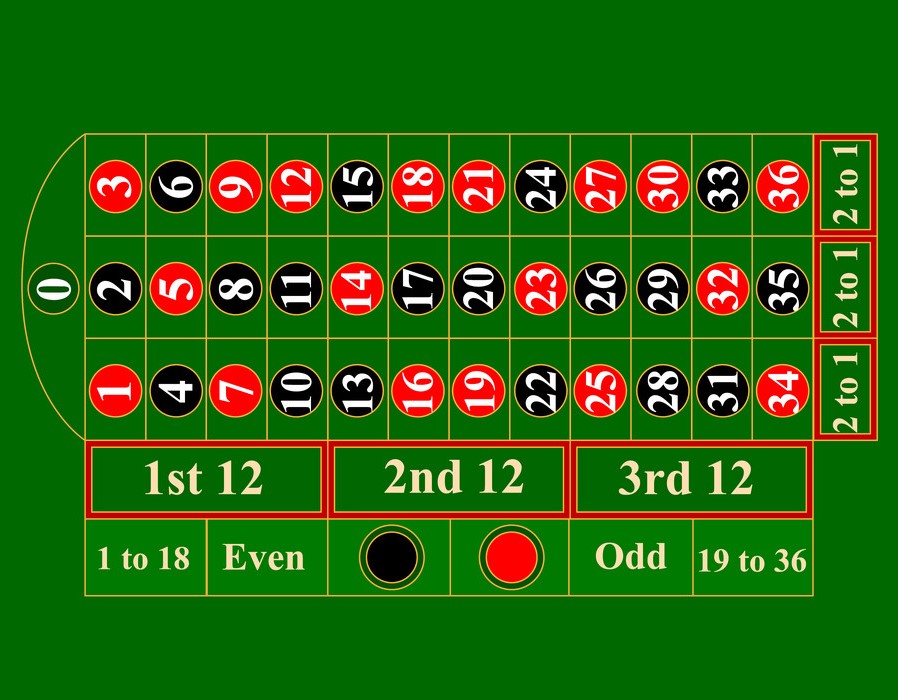 3 6 9 12 15 18 21 24 27 30 33 36 2 to 1
0 2 5 8 11 14 17 20 23 26 29 32 35 2 to 1
1 4 7 10 13 16 19 22 25 28 31 34 2 to 1
1st 12 2nd 12 3rd 12
1 to 18 Even Odd 19 to 36